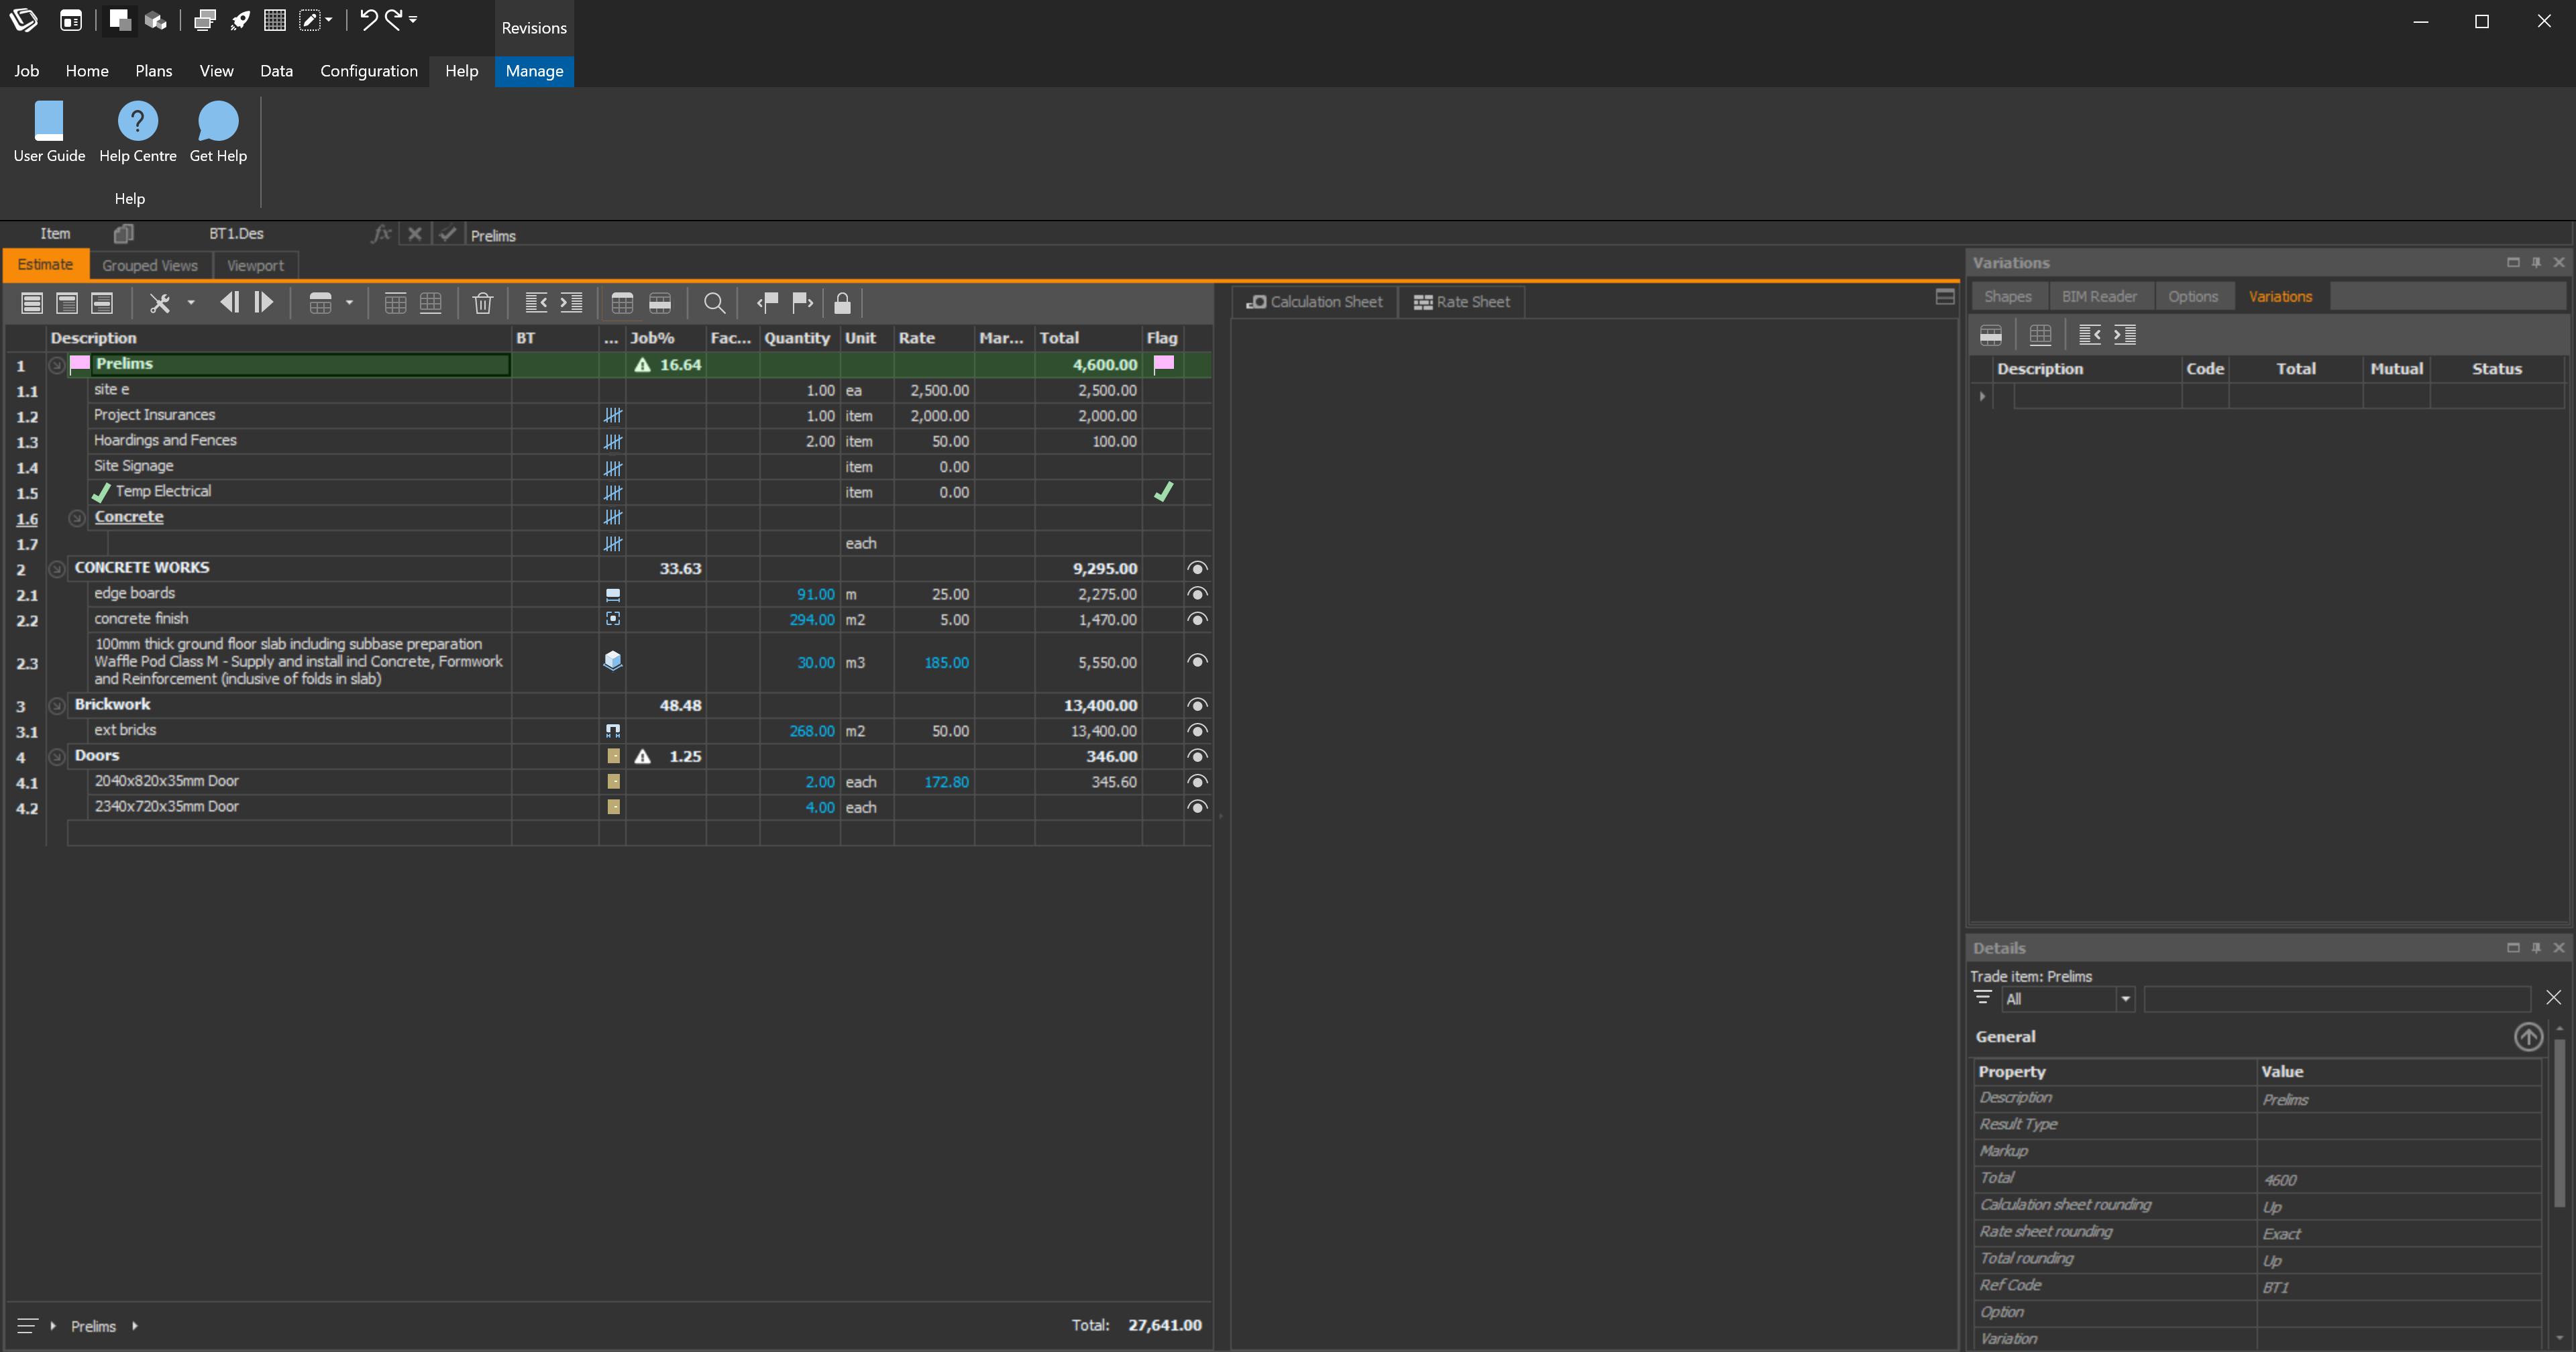 Revisions
Job Home Plans View Data Configuration Help Manage
User Guide Help Centre Get Help
Help
Item BT1.Des fx Prelims
Estimate Grouped Views Viewport
Description BT ... Job% Fac... Quantity Unit Rate Mar... Total Flag
1 Prelims 16.64 4,600.00
1.1 site e 1.00 ea 2,500.00 2,500.00
1.2 Project Insurances 1.00 item 2,000.00 2,000.00
1.3 Hoardings and Fences 2.00 item 50.00 100.00
1.4 Site Signage item 0.00
1.5 Temp Electrical item 0.00
1.6 Concrete
1.7 each
2 CONCRETE WORKS 33.63 9,295.00
2.1 edge boards 91.00 m 25.00 2,275.00
2.2 concrete finish 294.00 m2 5.00 1,470.00
100mm thick ground floor slab including subbase preparation
2.3 Waffle Pod Class M - Supply and install incl Concrete, Formwork 30.00 m3 185.00 5,550.00
and Reinforcement (inclusive of folds in slab)
3 Brickwork 48.48 13,400.00
3.1 ext bricks 268.00 m2 50.00 13,400.00
4 Doors 1.25 346.00
4.1 2040x820x35mm Door 2.00 each 172.80 345.60
4.2 2340x720x35mm Door 4.00 each
Prelims Total: 27,641.00
Calculation Sheet Rate Sheet
Variations
Shapes BIM Reader Options Variations
Description Code Total Mutual Status
Details
Trade item: Prelims
All
General
Property Value
Description Prelims
Result Type
Markup
Total 4600
Calculation sheet rounding Up
Rate sheet rounding Exact
Total rounding Up
Ref Code BT1
Option
Variation